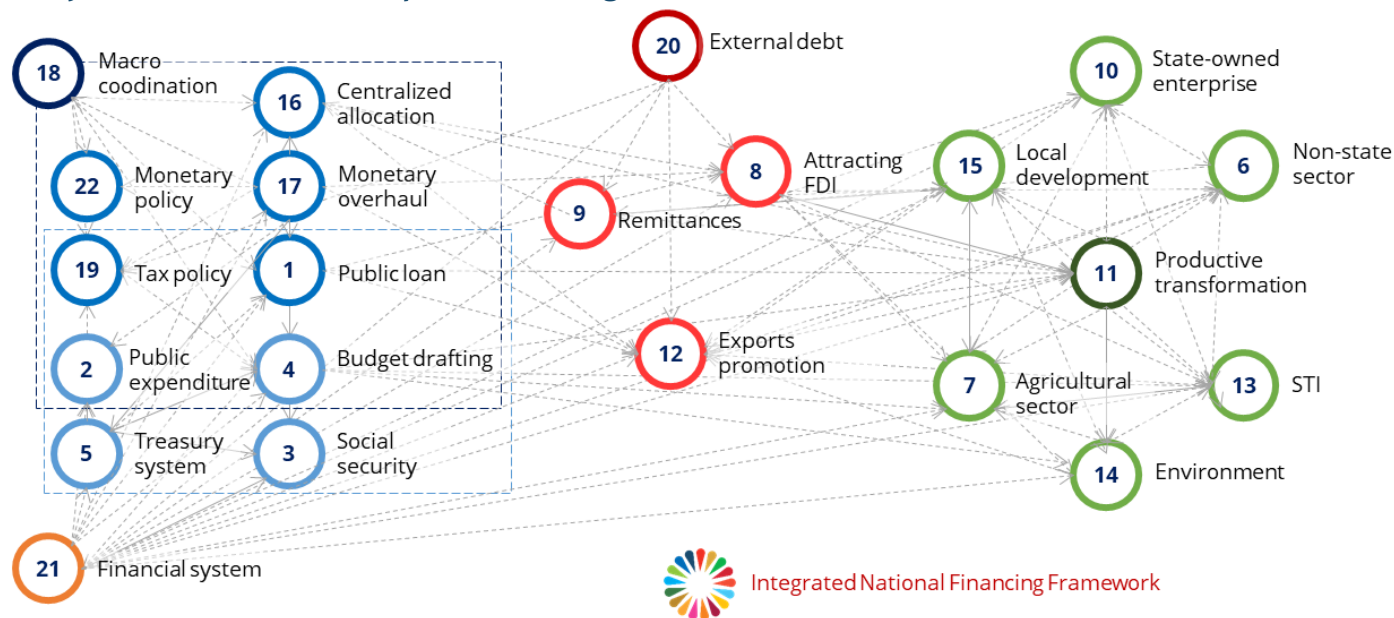 18
Macro
coodination
16
Centralized
allocation
22
Monetary
policy
17
Monetary
overhaul
19
Tax policy
1
Public loan
2
Public
expenditure
4
Budget drafting
5
Treasury
system
3
Social
security
21
Financial system
20
External debt
8
Attracting
FDI
9
Remittances
12
Exports
promotion
10
State-owned
enterprise
15
Local
development
6
Non-state
sector
11
Productive
transformation
7
Agricultural
sector
13
STI
14
Environment
Integrated National Financing Framework